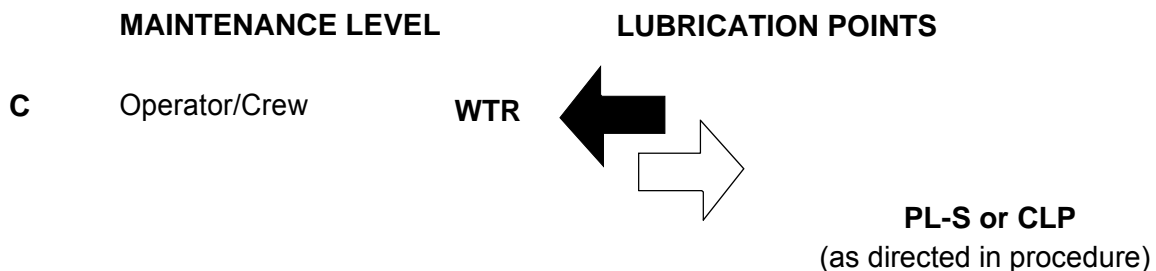 MAINTENANCE LEVEL LUBRICATION POINTS
C Operator/Crew WTR
PL-S or CLP
(as directed in procedure)